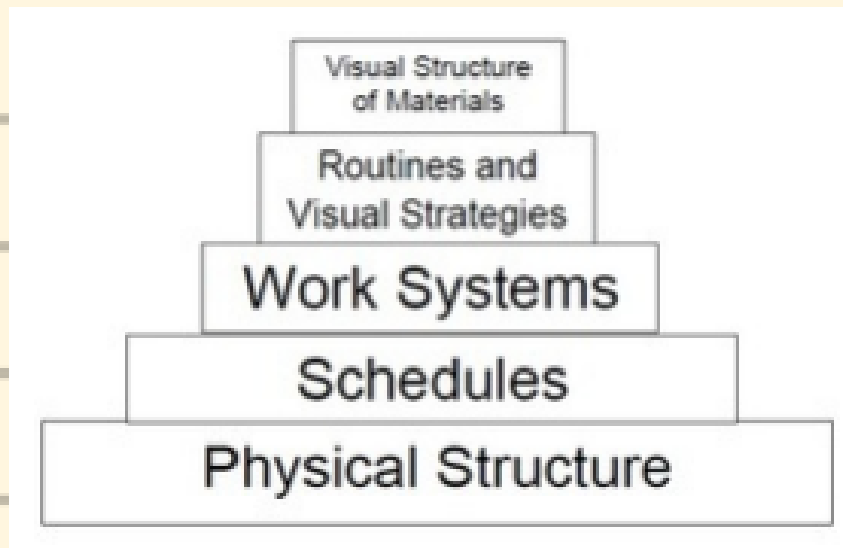 Visual Structure
of Materials
Routines and
Visual Strategies
Work Systems
Schedules
Physical Structure